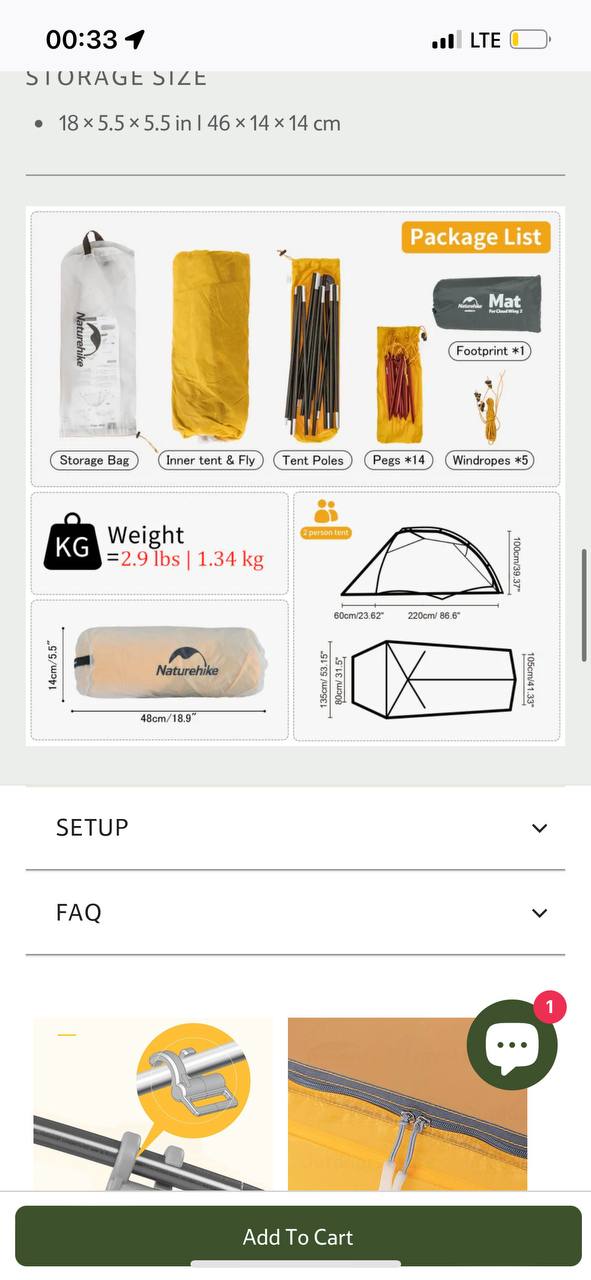 00:33
LTE
STORAGE SIZE
• 18 × 5.5 × 5.5 in | 46 × 14 × 14 cm
Package List
Naturehike
Naturehike
Mat
For Cloud Wing 2
Footprint *1
Storage Bag
Inner tent & Fly
Tent Poles
Pegs *14
Windropes *5
KG
Weight
=2.9 lbs | 1.34 kg
2 person tent
100cm/39.37"
60cm/23.62"
220cm/ 86.6"
14cm/5.5"
Naturehike
48cm/18.9"
135cm/ 53.15"
80cm/ 31.5"
105cm/41.33"
SETUP
FAQ
1
Add To Cart